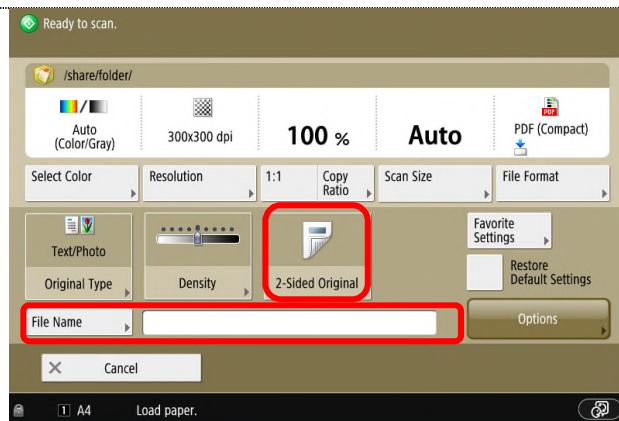 Ready to scan.
/share/folder/
Auto
(Color/Gray)
300x300 dpi
100 %
Auto
PDF
PDF (Compact)
Select Color
Resolution
1:1
Copy
Ratio
Scan Size
File Format
Text/Photo
Original Type
Density
2-Sided Original
Favorite
Settings
Restore
Default Settings
File Name
Options
Cancel
1 A4 Load paper.